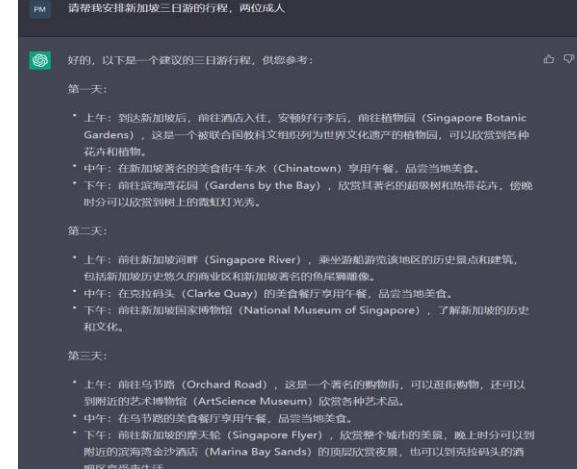 PM 请帮我安排新加坡三日游的行程，两位成人
好的，以下是一个建议的三日游行程，供您参考：
第一天：
• 上午：到达新加坡后，前往酒店入住，安顿好行李后，前往植物园（Singapore Botanic
Gardens），这是一个被联合国教科文组织列为世界文化遗产的植物园，可以欣赏到各种
花卉和植物。
• 中午：在新加坡著名的美食街牛车水（Chinatown）享用午餐，品尝当地美食。
• 下午：前往滨海湾花园（Gardens by the Bay），欣赏其著名的超级树和热带花卉，傍晚
时分可以欣赏到树上的霓虹灯光秀。
第二天：
• 上午：前往新加坡河畔（Singapore River），乘坐游船游览该地区的历史景点和建筑，
包括新加坡历史悠久的商业区和新加坡著名的鱼尾狮雕像。
• 中午：在克拉码头（Clarke Quay）的美食餐厅享用午餐，品尝当地美食。
• 下午：前往新加坡国家博物馆（National Museum of Singapore），了解新加坡的历史
和文化。
第三天：
• 上午：前往乌节路（Orchard Road），这是一个著名的购物街，可以逛街购物，还可以
到附近的艺术博物馆（ArtScience Museum）欣赏各种艺术品。
• 中午：在乌节路的美食餐厅享用午餐，品尝当地美食。
• 下午：前往新加坡的摩天轮（Singapore Flyer），欣赏整个城市的美景，晚上时分可以到
附近的滨海湾金沙酒店（Marina Bay Sands）的顶层欣赏夜景，也可以到克拉码头的酒
吧区享受夜生活。